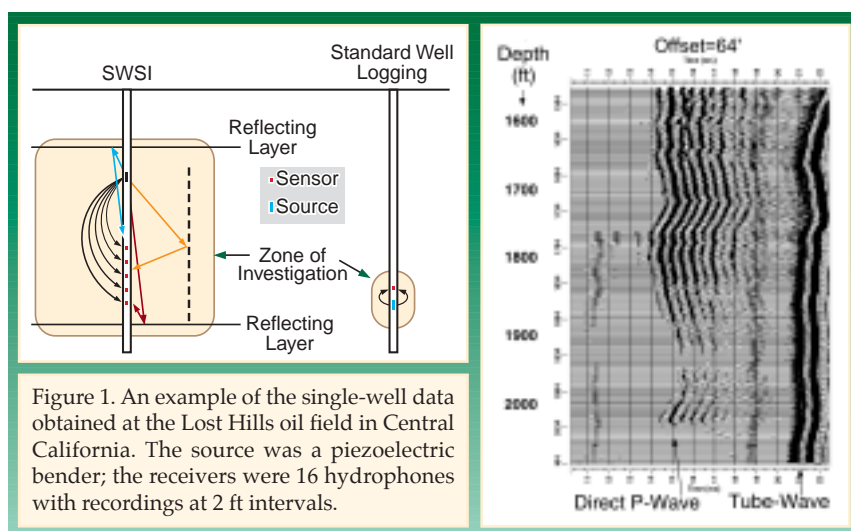 SWSI
Standard Well
Logging
Reflecting
Layer
Sensor
Source
Zone of
Investigation
Reflecting
Layer
Figure 1. An example of the single-well data
obtained at the Lost Hills oil field in Central
California. The source was a piezoelectric
bender; the receivers were 16 hydrophones
with recordings at 2 ft intervals.
Offset=64'
Depth
(ft)
1600
1700
1800
1900
2000
Direct P-Wave
Tube-Wave